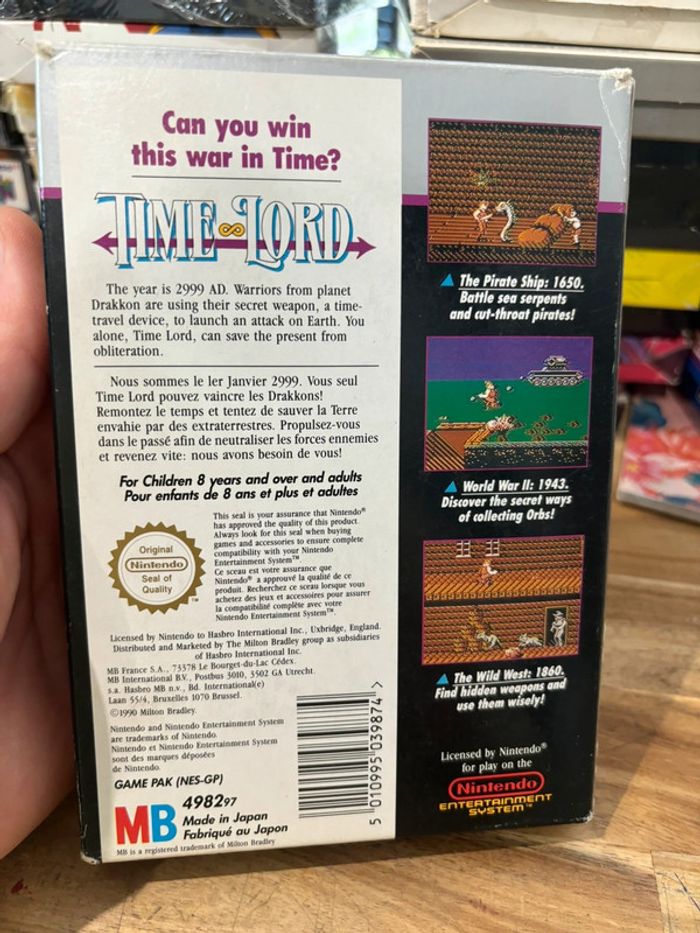 Can you win
this war in Time?
TIME LORD
The year is 2999 AD. Warriors from planet
Drakkon are using their secret weapon, a time-
travel device, to launch an attack on Earth. You
alone, Time Lord, can save the present from
obliteration.
Nous sommes le ler Janvier 2999. Vous seul
Time Lord pouvez vaincre les Drakkons!
Remontez le temps et tentez de sauver la Terre
envahie par des extraterrestres. Propulsez-vous
dans le passé afin de neutraliser les forces ennemies
et revenez vite: nous avons besoin de vous!
For Children 8 years and over and adults
Pour enfants de 8 ans et plus et adultes
Original
Nintendo
Seal of
Quality
TM
This seal is your assurance that Nintendo®
has approved the quality of this product.
Always look for this seal when buying
games and accessories to ensure complete
compatibility with your Nintendo
Entertainment System™
Ce sceau est votre assurance que
Nintendo® a approuvé la qualité de ce
produit. Recherchez ce sceau lorsque vous
achetez des jeux et accessoires pour assurer
la compatibilité complète avec votre
Nintendo Entertainment System™.
Licensed by Nintendo to Hasbro International Inc., Uxbridge, England.
Distributed and Marketed by The Milton Bradley group as subsidiaries
of Hasbro International Inc.
MB France S.A., 73378 Le Bourget-du-Lac Cédex.
MB International B.V., Postbus 3010, 3502 GA Utrecht.
s.a. Hasbro MB n.v., Bd. International(e)
Laan 55/4, Bruxelles 1070 Brussel.
©1990 Milton Bradley.
Nintendo and Nintendo Entertainment System
are trademarks of Nintendo.
Nintendo et Nintendo Entertainment System
sont des marques déposées
de Nintendo.
GAME PAK (NES-GP)
MB
498297
Made in Japan
Fabriqué au Japon
MB is a registered trademark of Milton Bradley
5 010995 039874 >
The Pirate Ship: 1650.
Battle sea serpents
and cut-throat pirates!
World War II: 1943.
Discover the secret ways
of collecting Orbs!
The Wild West: 1860.
Find hidden weapons and
use them wisely!
Licensed by Nintendo®
for play on the
Nintendo
ENTERTAINMENT
SYSTEM™